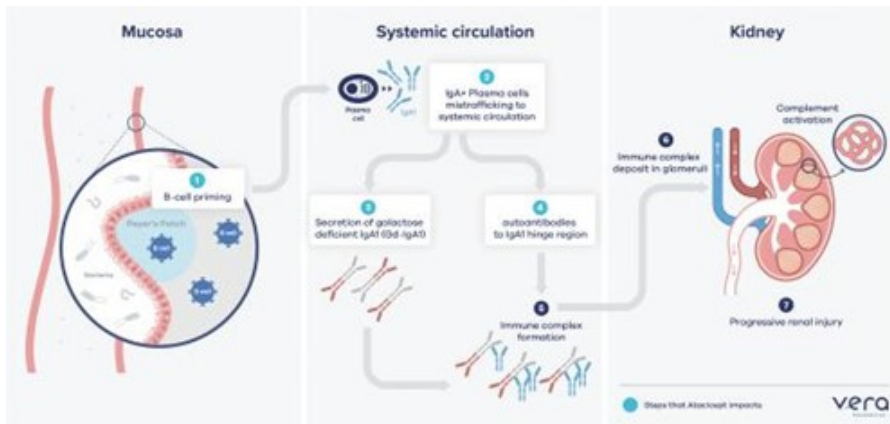 Mucosa
Systemic circulation
Kidney
1
B-cell priming
Peyer's Patch
B-cell
B-cell
B-cell
bacteria
Plasma
cell
IgA1
2
IgA+ Plasma cells
mistrafficking to
systemic circulation
3
Secretion of galactose
deficient IgA1 (Gd-IgA1)
4
autoantibodies
to IgA1 hinge region
5
Immune complex
formation
6
Immune complex
deposit in glomeruli
Complement
activation
7
Progressive renal injury
Steps that Atacicept impacts
vera